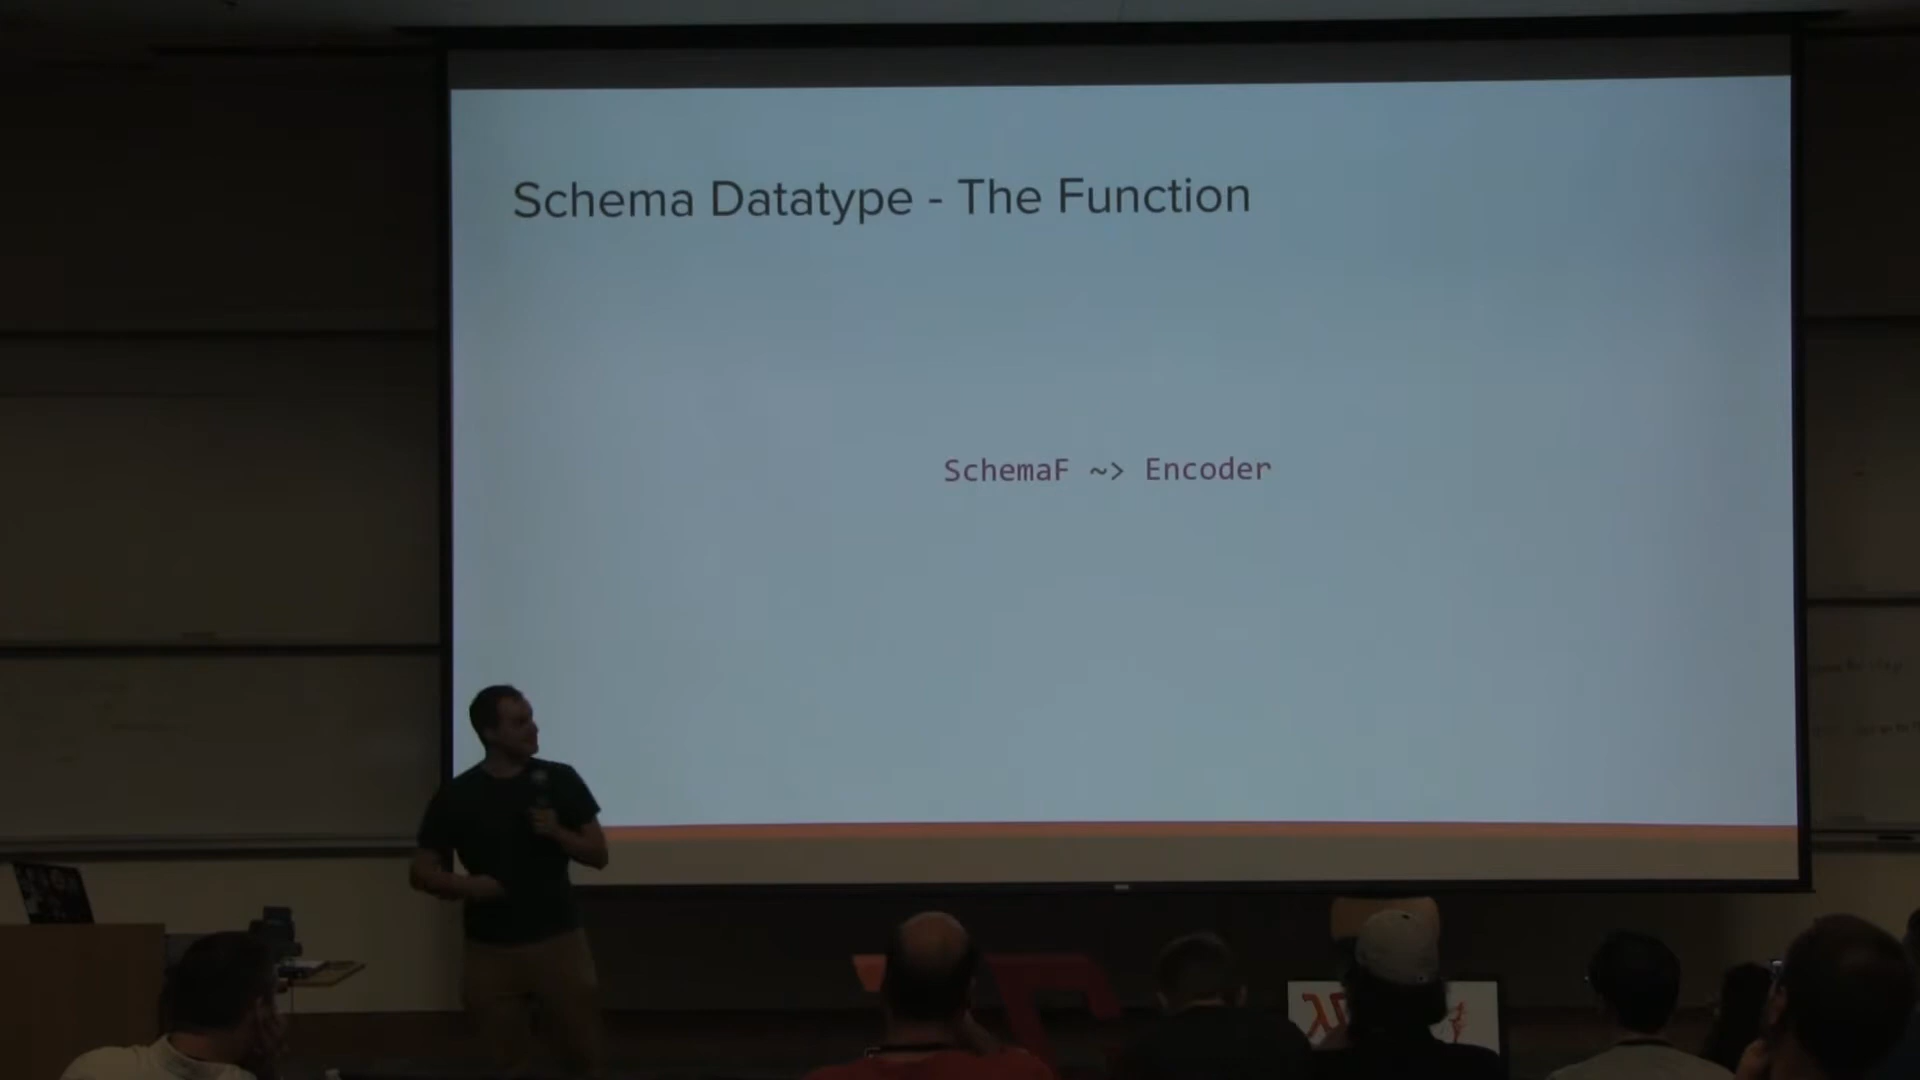 Schema Datatype - The Function
SchemaF ~> Encoder